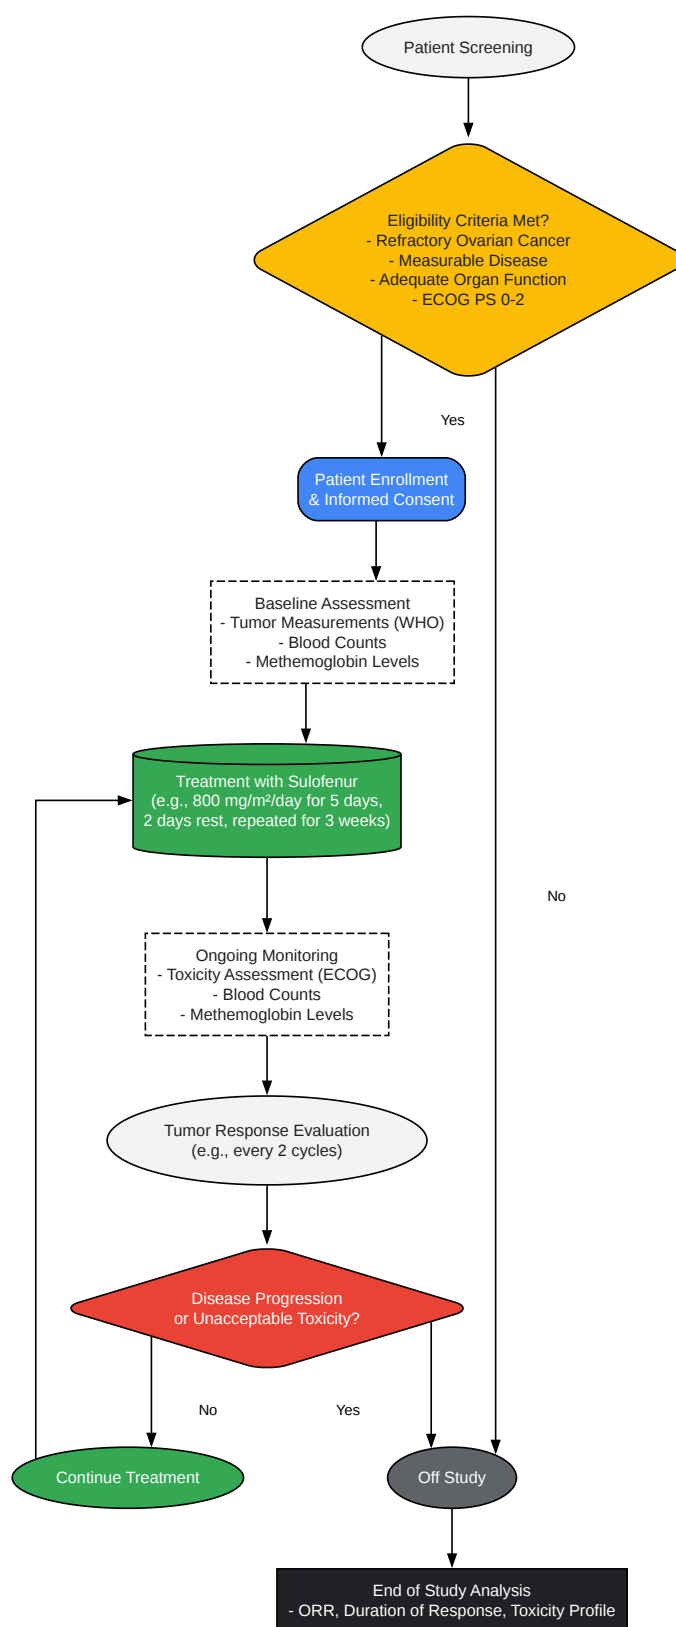 Patient Screening
Eligibility Criteria Met?
- Refractory Ovarian Cancer
- Measurable Disease
- Adequate Organ Function
- ECOG PS 0-2
Yes
Patient Enrollment
& Informed Consent
Baseline Assessment
- Tumor Measurements (WHO)
- Blood Counts
- Methemoglobin Levels
Treatment with Sulofenur
(e.g., 800 mg/m²/day for 5 days,
2 days rest, repeated for 3 weeks)
No
Ongoing Monitoring
- Toxicity Assessment (ECOG)
- Blood Counts
- Methemoglobin Levels
Tumor Response Evaluation
(e.g., every 2 cycles)
Disease Progression
or Unacceptable Toxicity?
No
Yes
Continue Treatment
Off Study
End of Study Analysis
- ORR, Duration of Response, Toxicity Profile